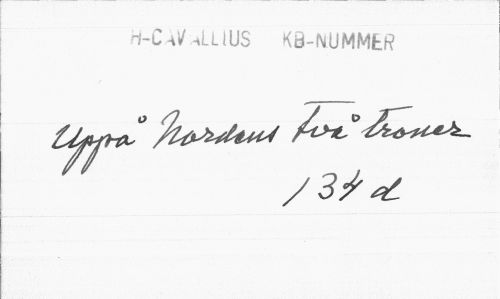 H-CAVALLIUS KB-NUMMER
Uppå Nordens Två troner
134 d